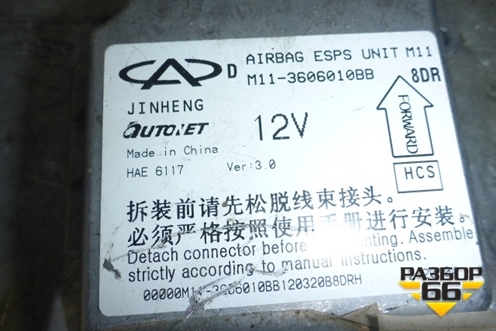 D AIRBAG ESPS UNIT M11
M11-3606010BB 8DR
JINHENG
AUTONET 12V
FORWARD
Made in China
HAE 6117 Ver:3.0
HCS
拆装前请先松脱线束接头。
必须严格按照使用手册进行安装。
Detach connector before nting. Assemble
strictly according to manual instructions.
00000M11-3606010BB120320B8DRH
РАЗБОР
66